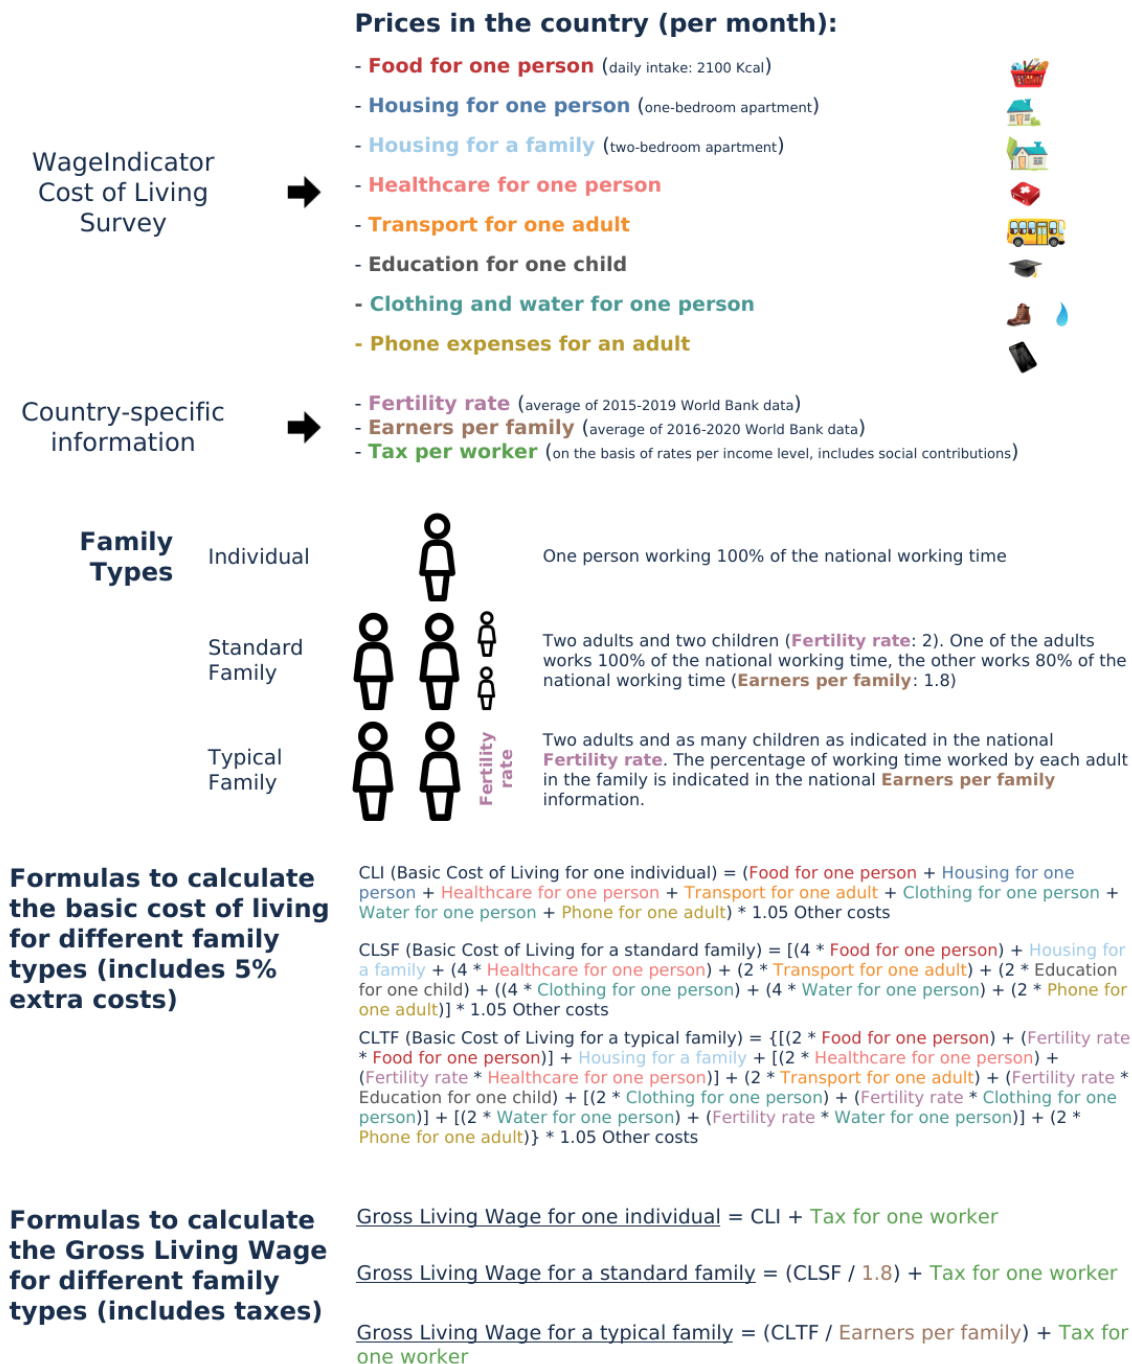 Prices in the country (per month):
- Food for one person (daily intake: 2100 Kcal)
- Housing for one person (one-bedroom apartment)
- Housing for a family (two-bedroom apartment)
WageIndicator
Cost of Living
Survey
- Healthcare for one person
- Transport for one adult
- Education for one child
- Clothing and water for one person
- Phone expenses for an adult
Country-specific
information
- Fertility rate (average of 2015-2019 World Bank data)
- Earners per family (average of 2016-2020 World Bank data)
- Tax per worker (on the basis of rates per income level, includes social contributions)
Family
Types
Individual
One person working 100% of the national working time
Standard
Family
Two adults and two children (Fertility rate: 2). One of the adults
works 100% of the national working time, the other works 80% of the
national working time (Earners per family: 1.8)
Typical
Family
Fertility
rate
Two adults and as many children as indicated in the national
Fertility rate. The percentage of working time worked by each adult
in the family is indicated in the national Earners per family
information.
Formulas to calculate
the basic cost of living
for different family
types (includes 5%
extra costs)
CLI (Basic Cost of Living for one individual) = (Food for one person + Housing for one
person + Healthcare for one person + Transport for one adult + Clothing for one person +
Water for one person + Phone for one adult) * 1.05 Other costs
CLSF (Basic Cost of Living for a standard family) = [(4 * Food for one person) + Housing for
a family + (4 * Healthcare for one person) + (2 * Transport for one adult) + (2 * Education
for one child) + ((4 * Clothing for one person) + (4 * Water for one person) + (2 * Phone for
one adult)] * 1.05 Other costs
CLTF (Basic Cost of Living for a typical family) = {[(2 * Food for one person) + (Fertility rate
* Food for one person)] + Housing for a family + [(2 * Healthcare for one person) +
(Fertility rate * Healthcare for one person)] + (2 * Transport for one adult) + (Fertility rate *
Education for one child) + [(2 * Clothing for one person) + (Fertility rate * Clothing for one
person)] + [(2 * Water for one person) + (Fertility rate * Water for one person)] + (2 *
Phone for one adult)} * 1.05 Other costs
Formulas to calculate
the Gross Living Wage
for different family
types (includes taxes)
Gross Living Wage for one individual = CLI + Tax for one worker
Gross Living Wage for a standard family = (CLSF / 1.8) + Tax for one worker
Gross Living Wage for a typical family = (CLTF / Earners per family) + Tax for
one worker